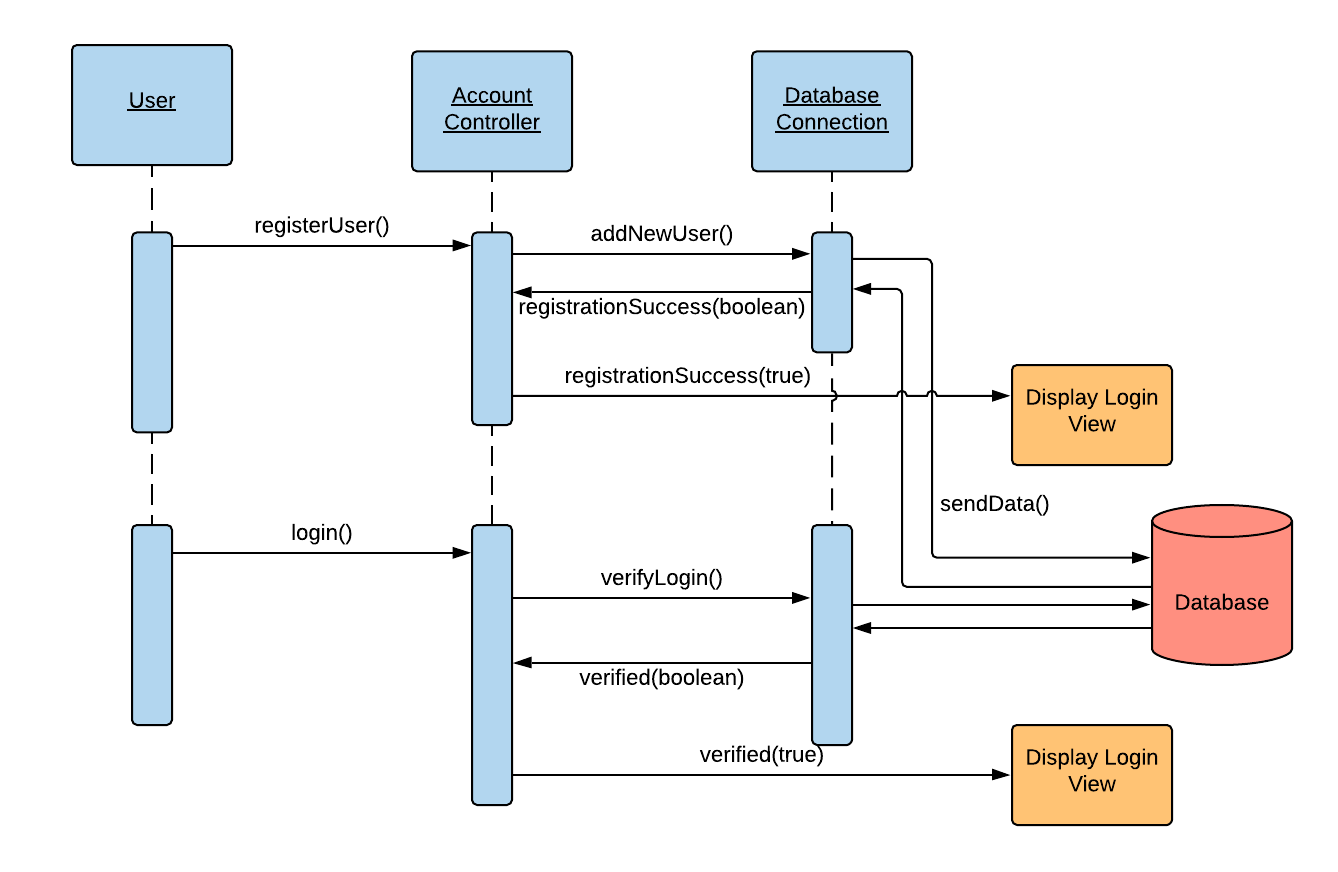 User
Account
Controller
Database
Connection
registerUser()
addNewUser()
registrationSuccess(boolean)
registrationSuccess(true)
Display Login
View
sendData()
login()
verifyLogin()
Database
verified(boolean)
verified(true)
Display Login
View